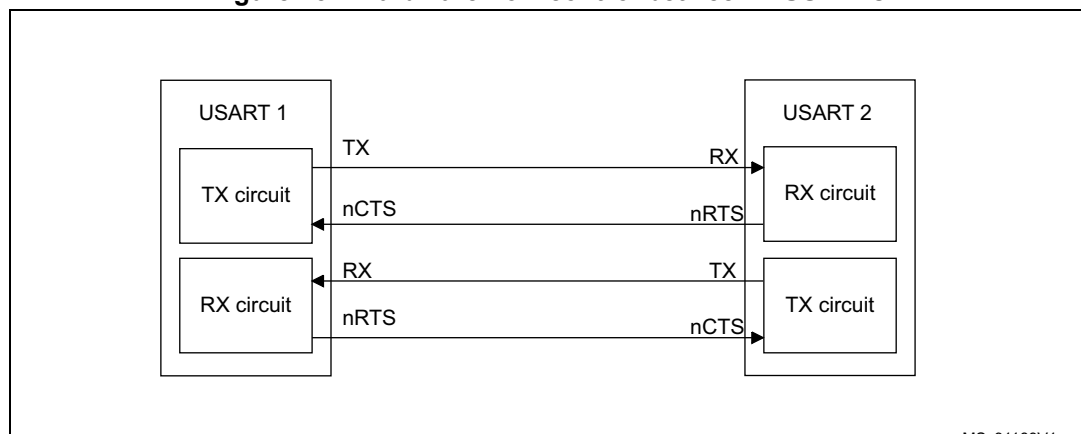 USART 1
USART 2
TX circuit
TX
RX
RX circuit
nCTS
nRTS
RX circuit
RX
TX
TX circuit
nRTS
nCTS